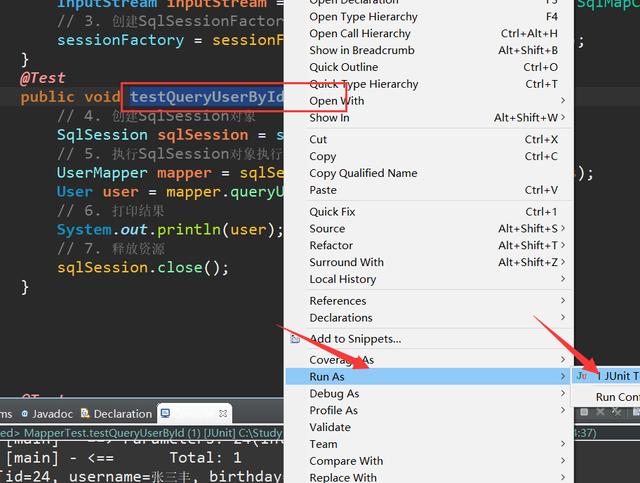 InputStream inputStream =
SqlMapC
// 3. 创建SqlSessionFactory
sessionFactory = sessionF
;
}
@Test
public void testQueryUserById
// 4. 创建SqlSession对象
SqlSession sqlSession = s
// 5. 执行SqlSession对象执行
UserMapper mapper = sqlSe
s);
User user = mapper.queryU
// 6. 打印结果
System.out.println(user);
// 7. 释放资源
sqlSession.close();
}
Open Declaration F3
Open Type Hierarchy F4
Open Call Hierarchy Ctrl+Alt+H
Show in Breadcrumb Alt+Shift+B
Quick Outline Ctrl+O
Quick Type Hierarchy Ctrl+T
Open With
Show In Alt+Shift+W
Cut Ctrl+X
Copy Ctrl+C
Copy Qualified Name
Paste Ctrl+V
Quick Fix Ctrl+1
Source Alt+Shift+S
Refactor Alt+Shift+T
Surround With Alt+Shift+Z
Local History
References
Declarations
Add to Snippets...
Coverage As
Run As
Debug As
Profile As
Validate
Team
Compare With
Replace With
1 JUnit T
Run Conf
ms Javadoc Declaration
ed> MapperTest.testQueryUserById (1) [JUnit] C:\Study
4:37)
[main] - ==> Parameters: 24(Int
[main] - <== Total: 1
[id=24, username=张三丰, birthday=